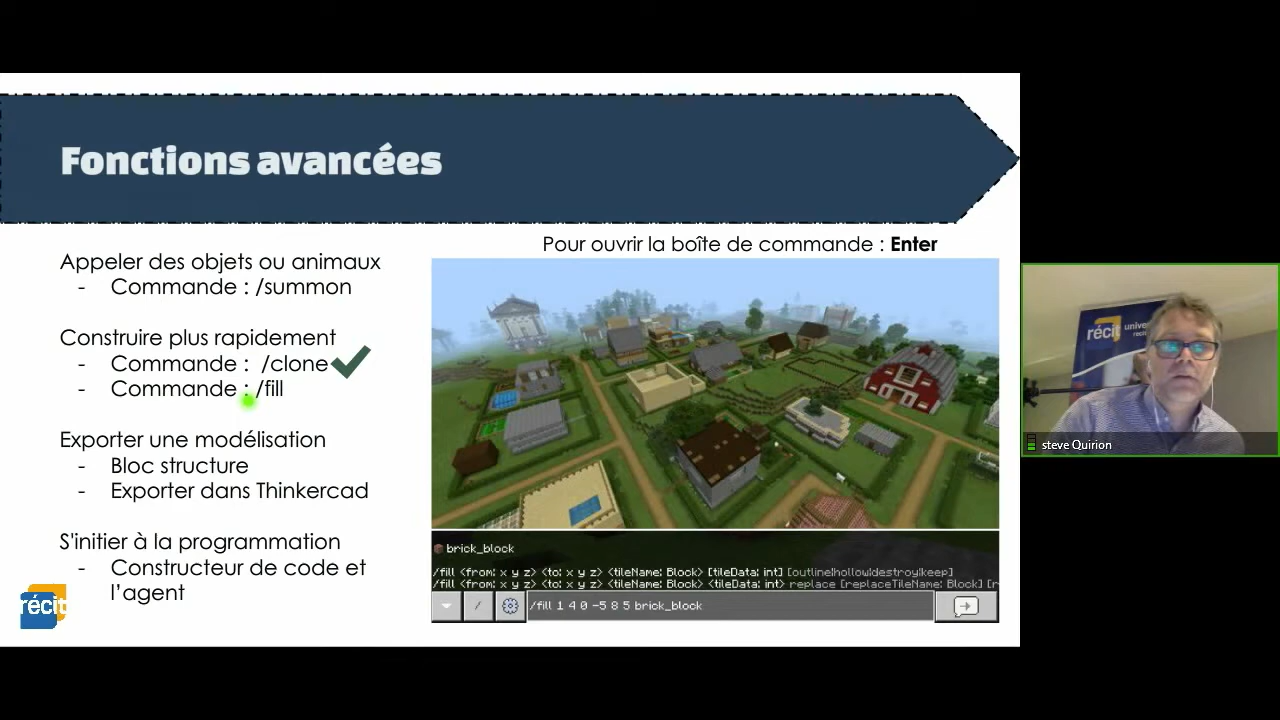 Fonctions avancées
Pour ouvrir la boîte de commande : Enter
Appeler des objets ou animaux
- Commande : /summon
Construire plus rapidement
- Commande : /clone
- Commande : /fill
Exporter une modélisation
- Bloc structure
- Exporter dans Thinkercad
S'initier à la programmation
- Constructeur de code et
l'agent
récit
brick_block
/fill <from: x y z> <to: x y z> <tileName: Block> [tileData: int] [outline|hollow|destroy|keep]
/fill <from: x y z> <to: x y z> <tileName: Block> <tileData: int> replace [replaceTileName: Block] [r
/
/fill 1 4 0 -5 8 5 brick_block
récit
steve Quirion